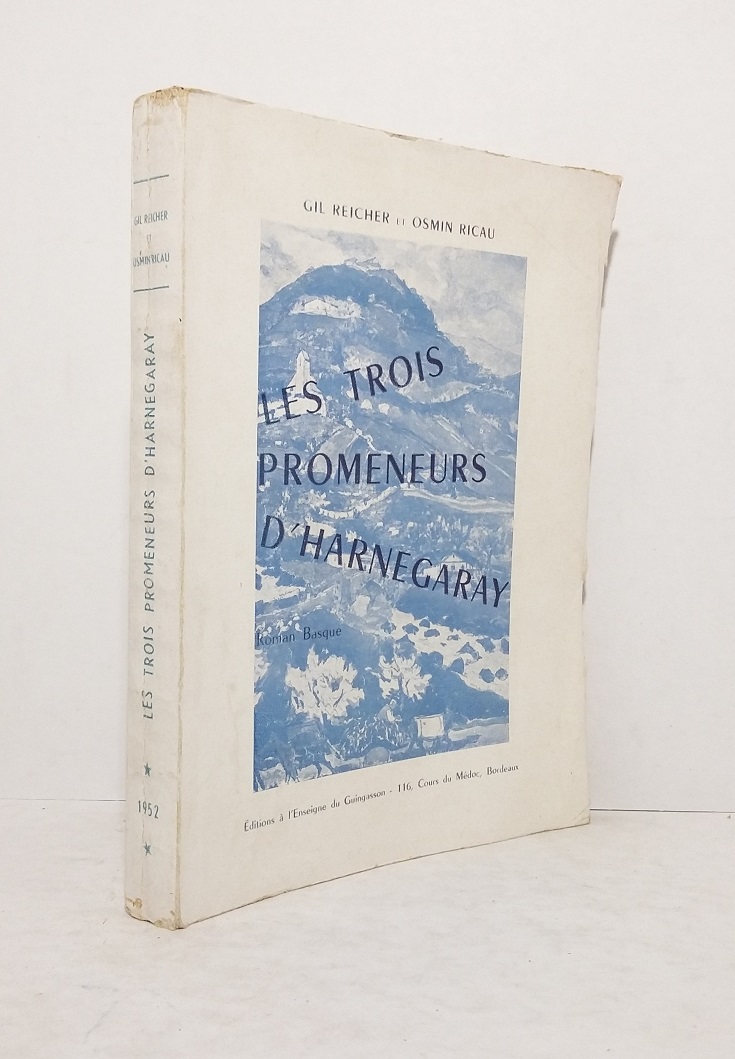 GIL REICHER
ET
OSMIN RICAU
LES TROIS PROMENEURS D'HARNEGARAY
1952
GIL REICHER ET OSMIN RICAU
LES TROIS
PROMENEURS
D'HARNEGARAY
Roman Basque
Éditions à l'Enseigne du Guingasson - 116, Cours du Médoc, Bordeaux